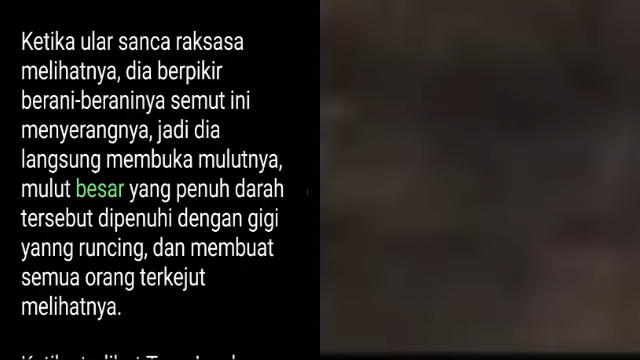 Ketika ular sanca raksasa
melihatnya, dia berpikir
berani-beraninya semut ini
menyerangnya, jadi dia
langsung membuka mulutnya,
mulut besar yang penuh darah
tersebut dipenuhi dengan gigi
yanng runcing, dan membuat
semua orang terkejut
melihatnya.